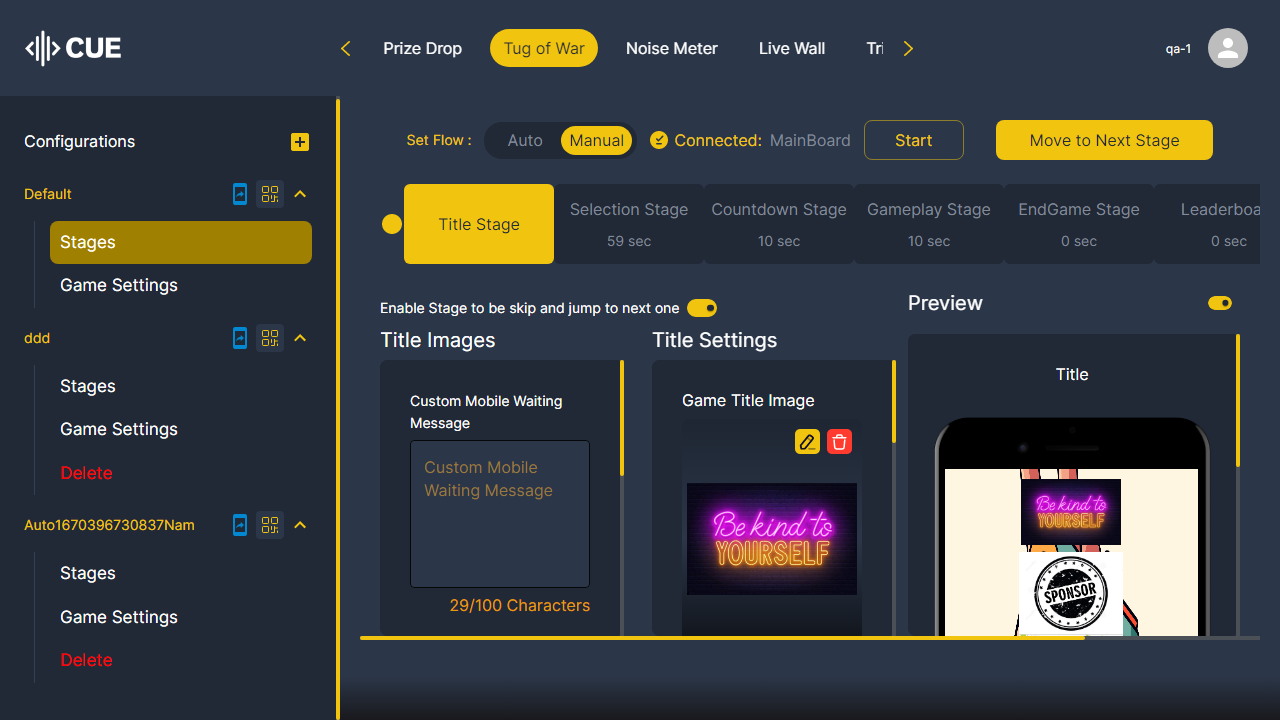 CUE
Prize Drop
Tug of War
Noise Meter
Live Wall
qa-1
Configurations
Default
Stages
Game Settings
ddd
Stages
Game Settings
Delete
Auto1670396730837Nam
Stages
Game Settings
Delete
Set Flow :
Auto
Manual
Connected: MainBoard
Start
Move to Next Stage
Title Stage
Selection Stage
59 sec
Countdown Stage
10 sec
Gameplay Stage
10 sec
EndGame Stage
0 sec
Leaderboa
0 sec
Enable Stage to be skip and jump to next one
Title Images
Custom Mobile Waiting
Message
Custom Mobile
Waiting Message
29/100 Characters
Title Settings
Game Title Image
Be kind to
YOURSELF
Preview
Title
Be kind to
YOURSELF
SPONSOR